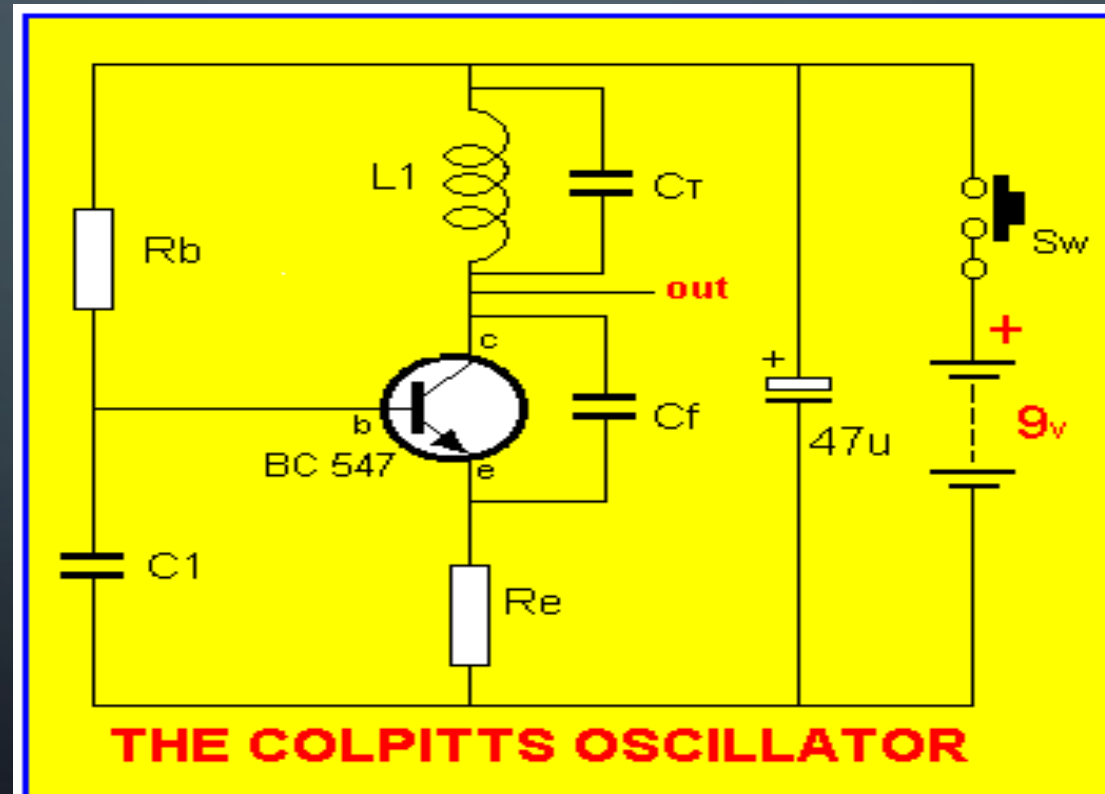 L1
CT
Rb
Sw
out
c
+
+
b
Cf
47u
9v
BC 547
e
C1
Re
THE COLPITTS OSCILLATOR